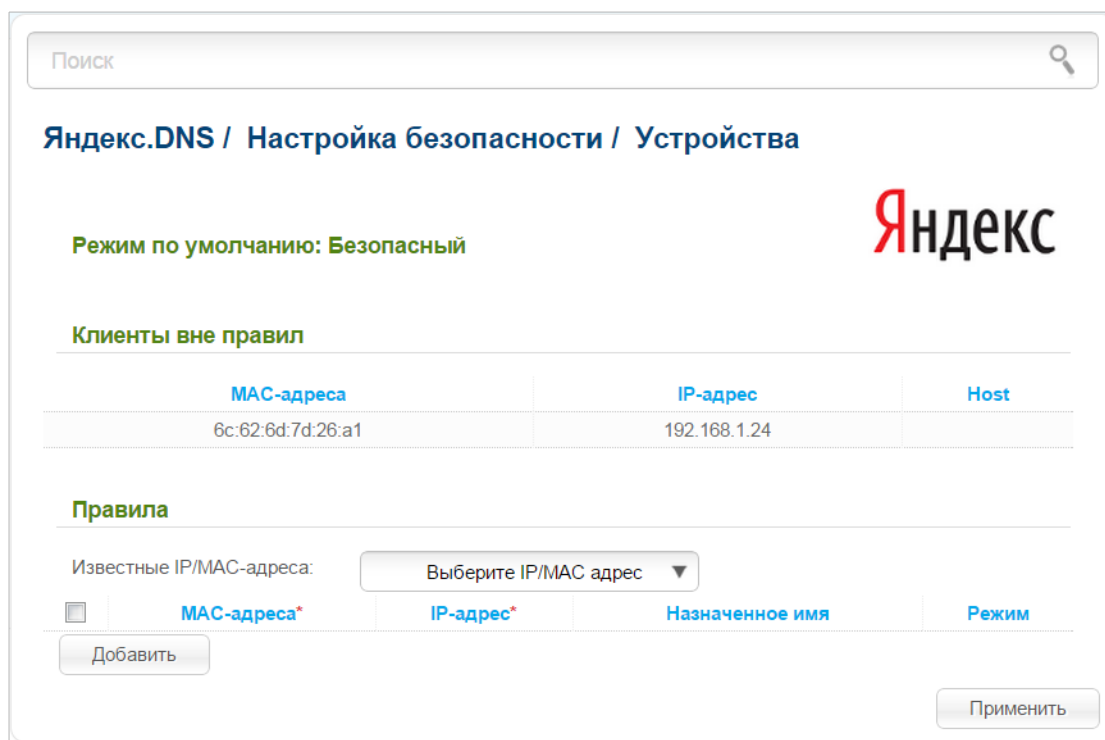 Поиск
Яндекс.DNS / Настройка безопасности / Устройства
Яндекс
Режим по умолчанию: Безопасный
Клиенты вне правил
MAC-адреса IP-адрес Host
6c:62:6d:7d:26:a1 192.168.1.24
Правила
Известные IP/MAC-адреса: Выберите IP/MAC адрес
MAC-адреса* IP-адрес* Назначенное имя Режим
Добавить
Применить